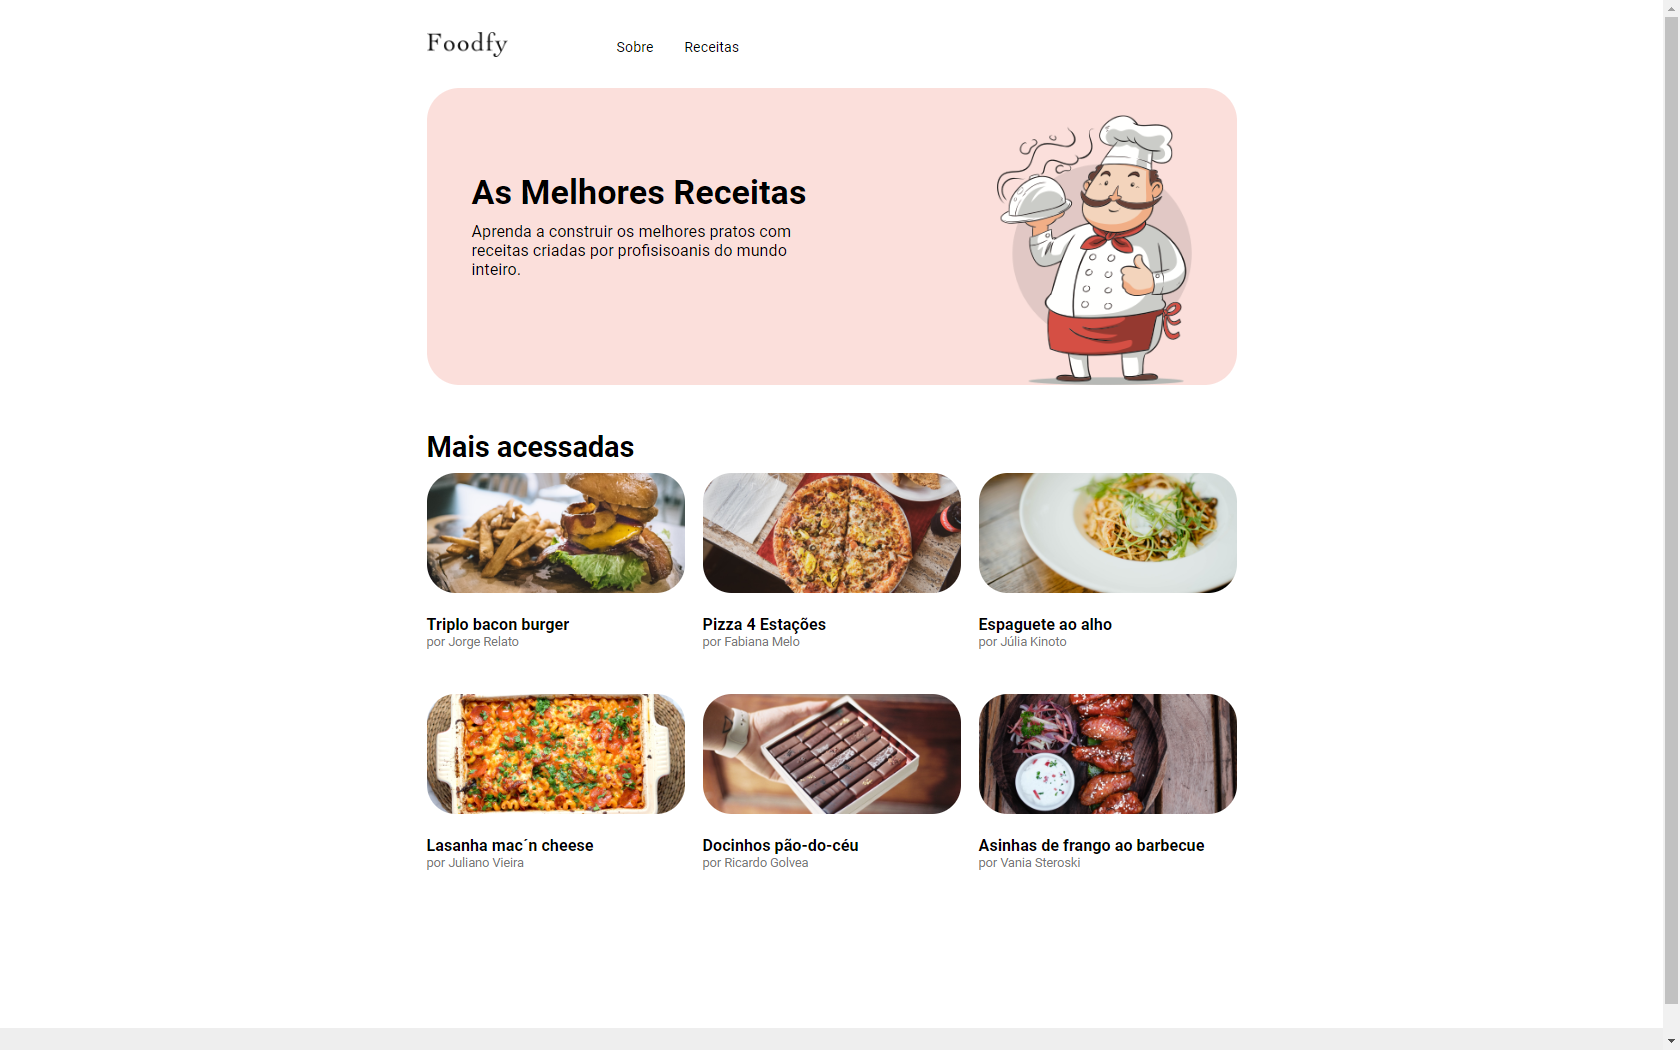 Foodfy
Sobre
Receitas
As Melhores Receitas
Aprenda a construir os melhores pratos com
receitas criadas por profisisoanis do mundo
inteiro.
Mais acessadas
Triplo bacon burger
por Jorge Relato
Pizza 4 Estações
por Fabiana Melo
Espaguete ao alho
por Júlia Kinoto
Lasanha mac´n cheese
por Juliano Vieira
Docinhos pão-do-céu
por Ricardo Golvea
Asinhas de frango ao barbecue
por Vania Steroski